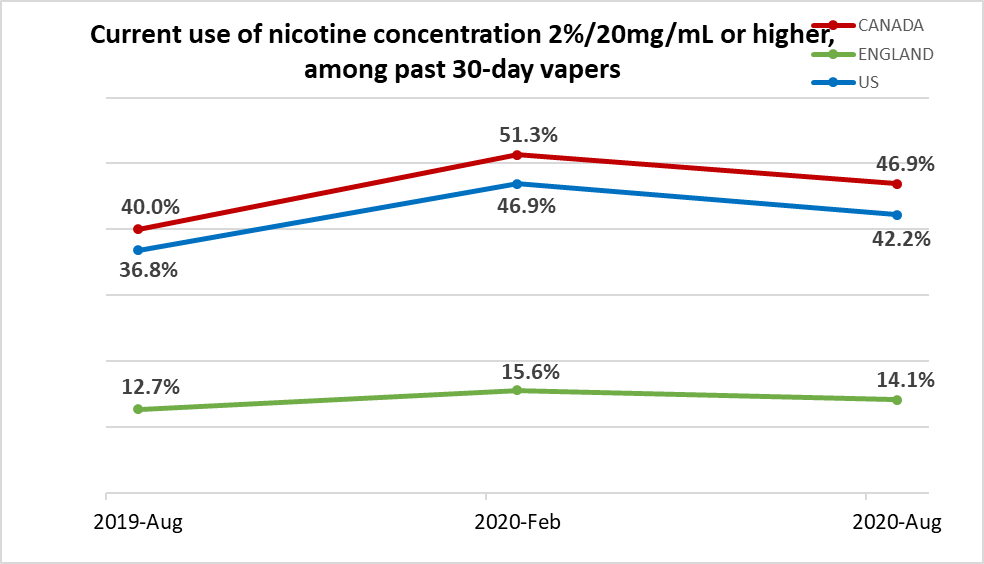 Current use of nicotine concentration 2%/20mg/mL or higher,
among past 30-day vapers
CANADA
ENGLAND
US
51.3%
46.9%
40.0%
46.9%
42.2%
36.8%
15.6%
14.1%
12.7%
2019-Aug
2020-Feb
2020-Aug